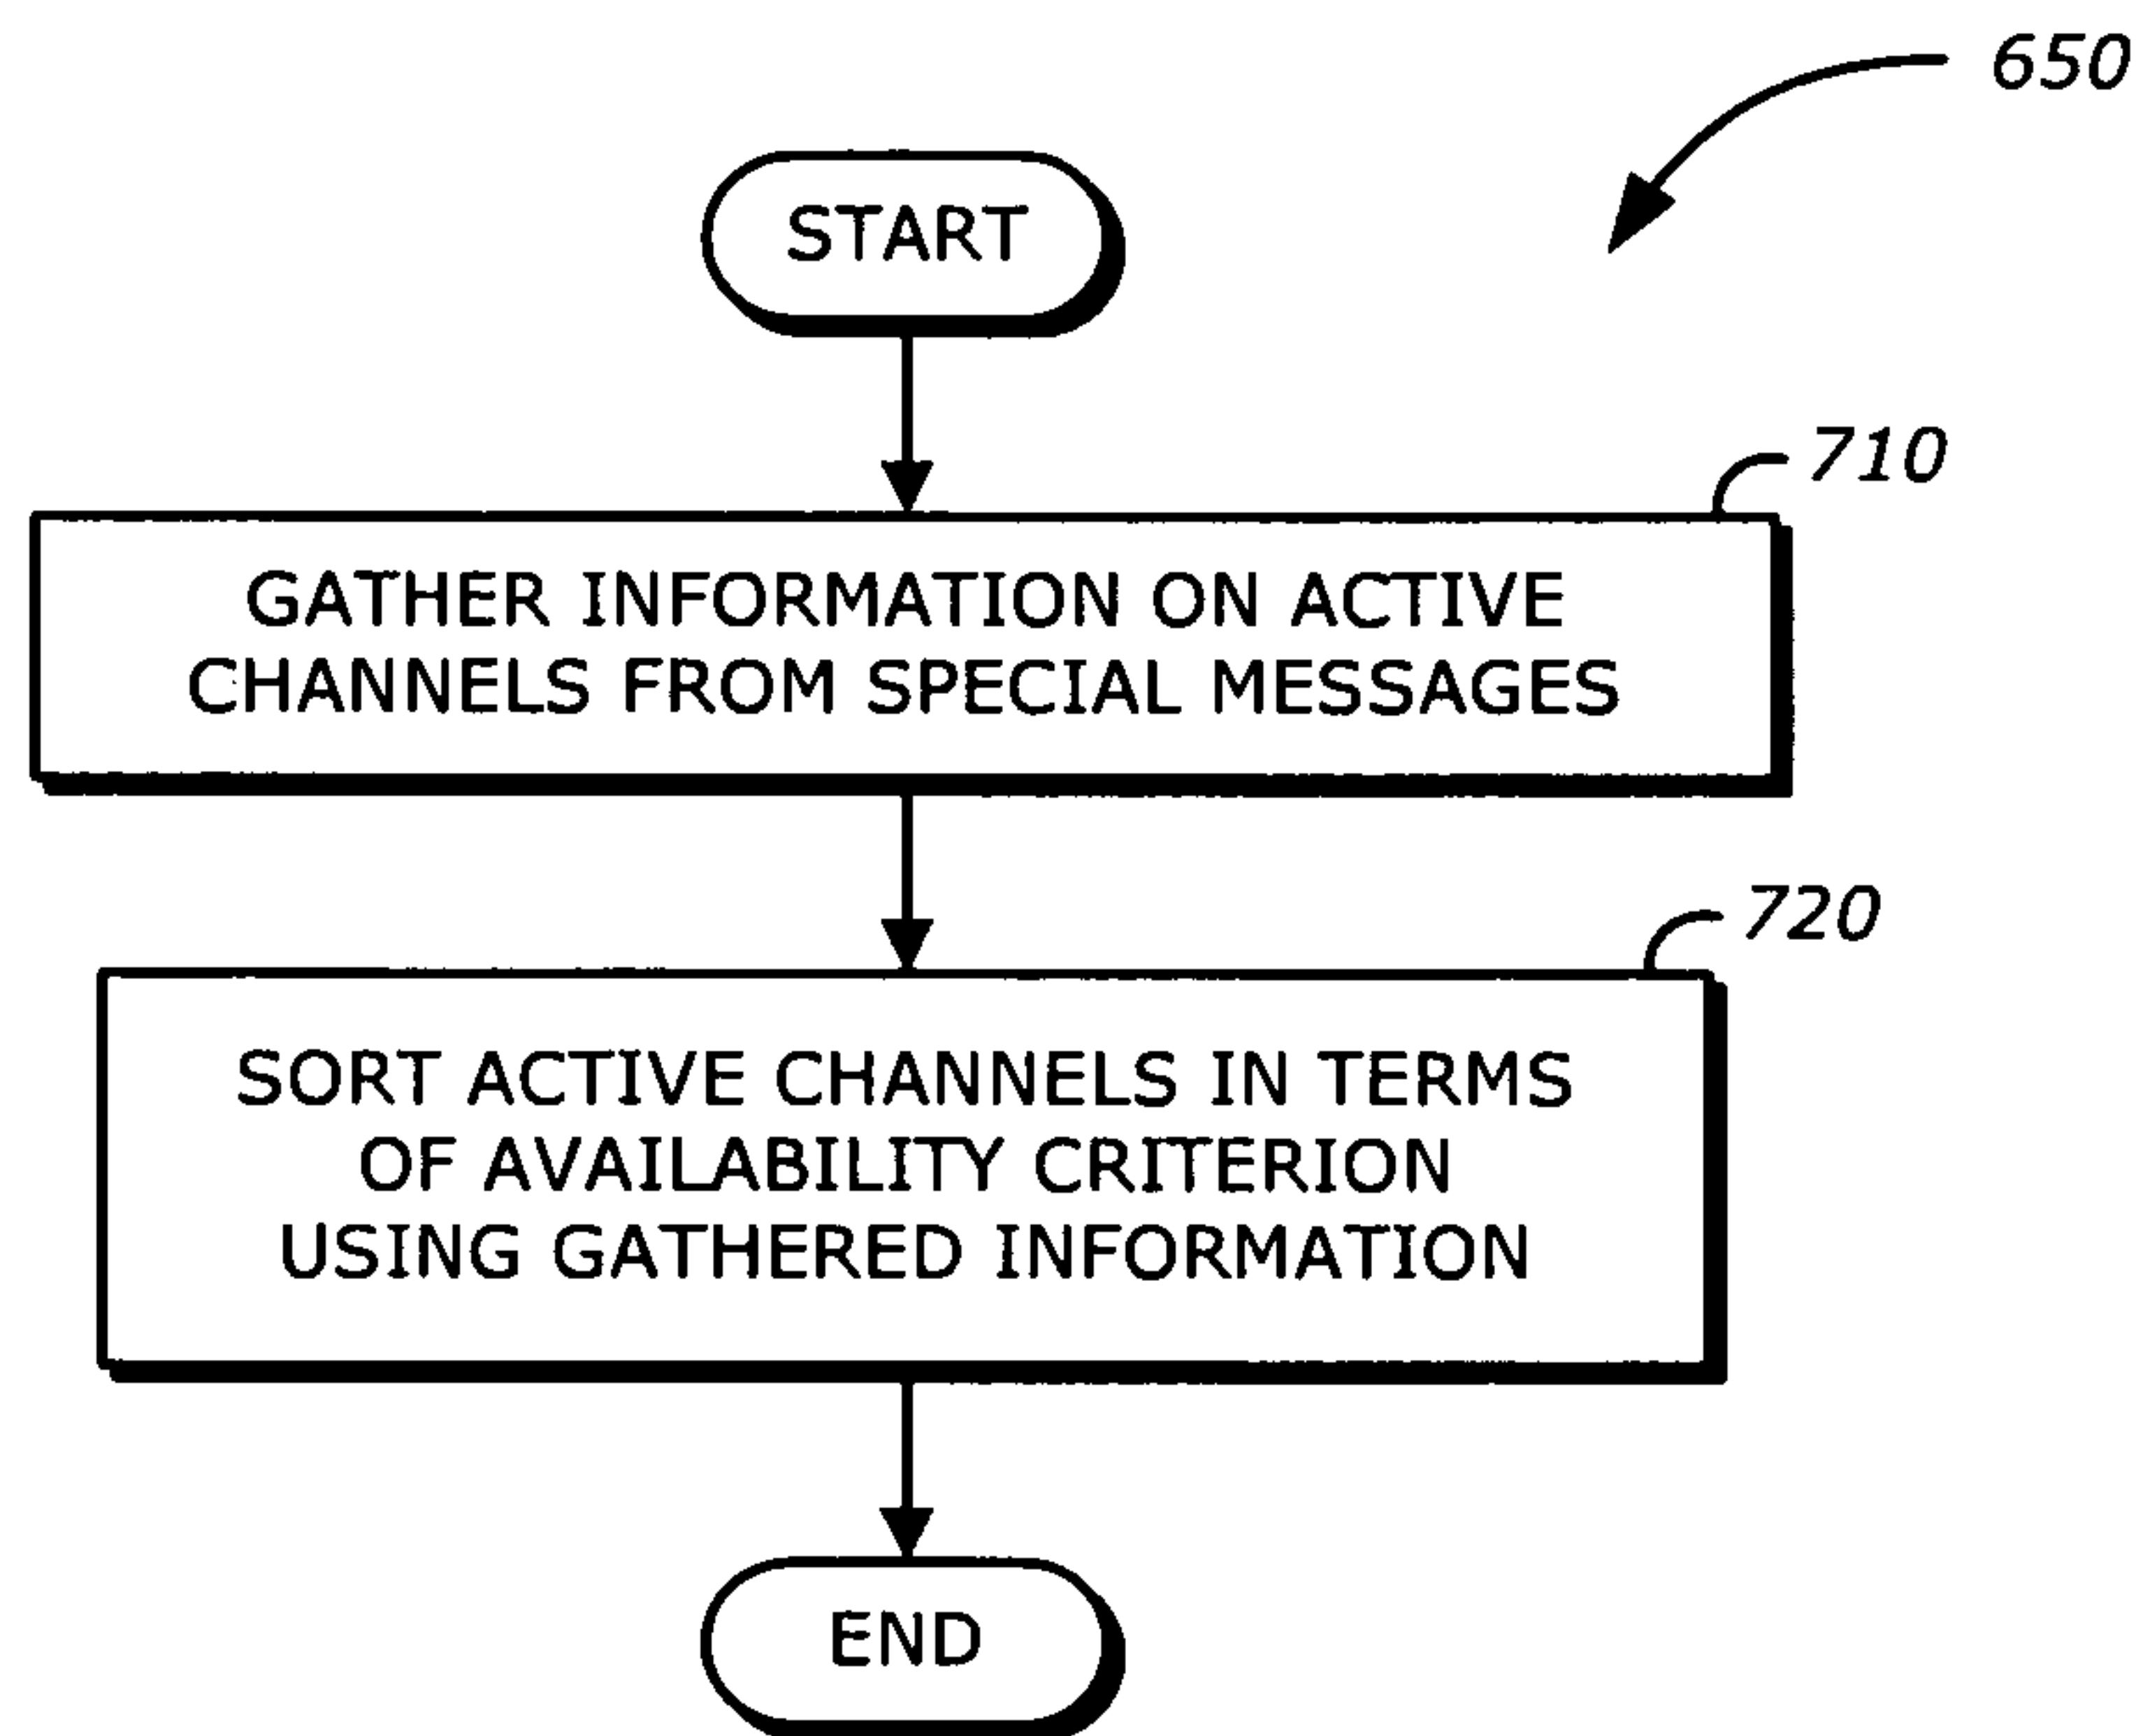 650
START
710
GATHER INFORMATION ON ACTIVE
CHANNELS FROM SPECIAL MESSAGES
720
SORT ACTIVE CHANNELS IN TERMS
OF AVAILABILITY CRITERION
USING GATHERED INFORMATION
END